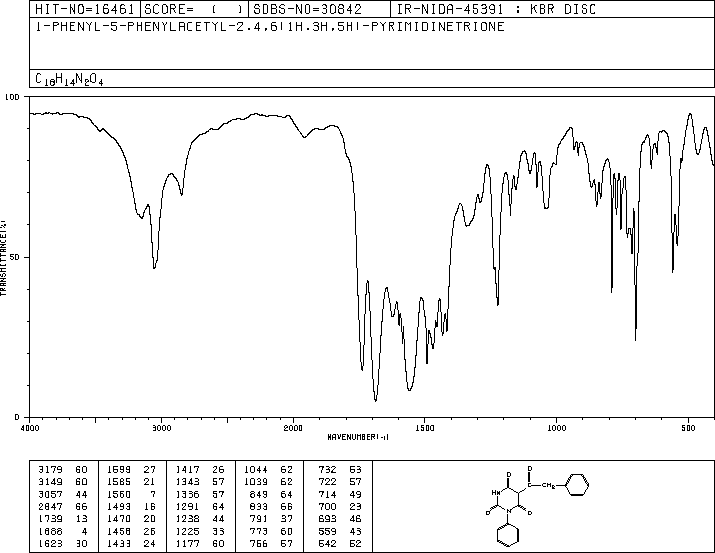 HIT-NO=16461 SCORE= ( ) SDBS-NO=30842 IR-NIDA-45391 : KBR DISC
1-PHENYL-5-PHENYLACETYL-2,4,6(1H,3H,5H)-PYRIMIDINETRIONE
C18H14N2O4
100
50
0
TRANSMITTANCE(%)
4000 3000 2000 1500 1000 500
WAVENUMBER(-1)
3179 60 1599 27 1417 26 1044 62 732 53
3149 60 1585 21 1343 57 1039 62 722 57
3057 44 1560 7 1336 57 849 64 714 49
2847 66 1493 16 1291 64 833 66 700 23
1739 13 1470 20 1238 44 791 37 693 46
1688 4 1458 26 1225 33 773 60 559 43
1623 30 1433 24 1177 60 756 57 542 52
O O
C CH2
HN
O N O